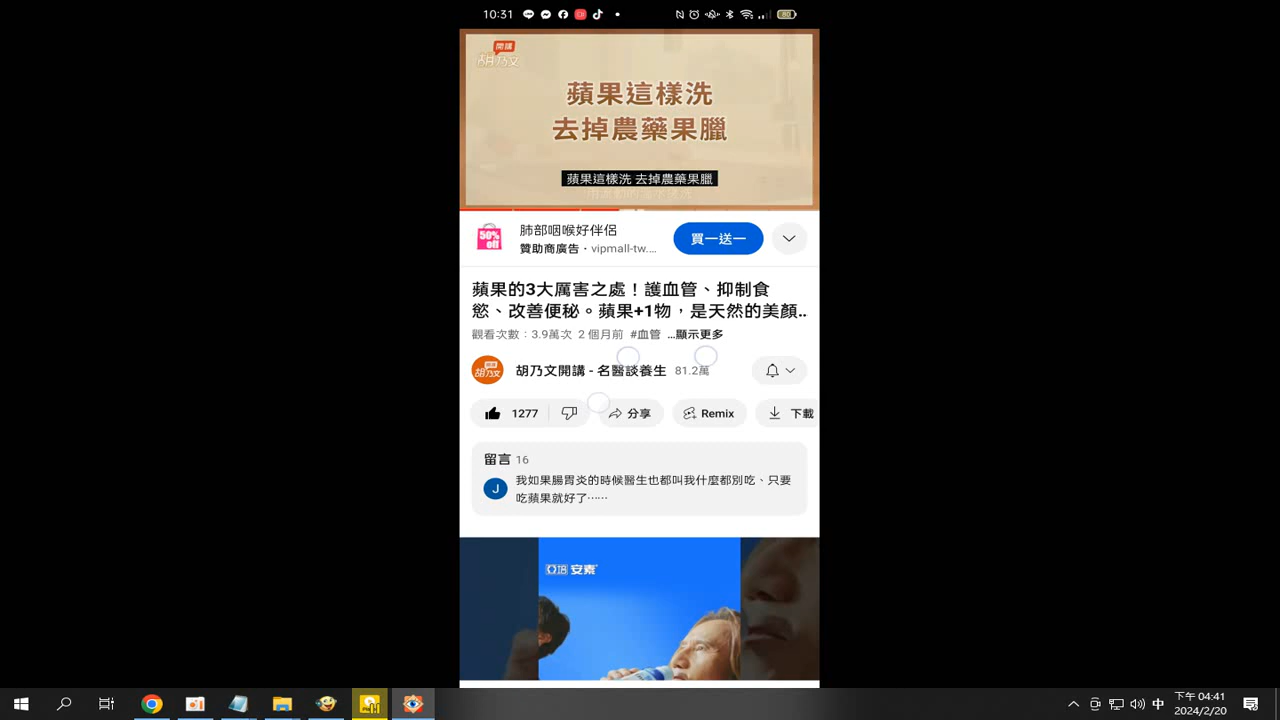 10:31
80
開講
胡乃文
蘋果這樣洗
去掉農藥果臘
蘋果這樣洗 去掉農藥果臘
50%
off
肺部咽喉好伴侶
贊助商廣告・vipmall-tw....
買一送一
蘋果的3大厲害之處！護血管、抑制食
慾、改善便秘。蘋果+1物，是天然的美顏..
觀看次數：3.9萬次 2 個月前 #血管 ...顯示更多
胡乃文
胡乃文開講 - 名醫談養生 81.2萬
1277
分享
Remix
下載
留言 16
J
我如果腸胃炎的時候醫生也都叫我什麼都別吃、只要
吃蘋果就好了⋯⋯
亞培 安素
中
下午 04:41
2024/2/20